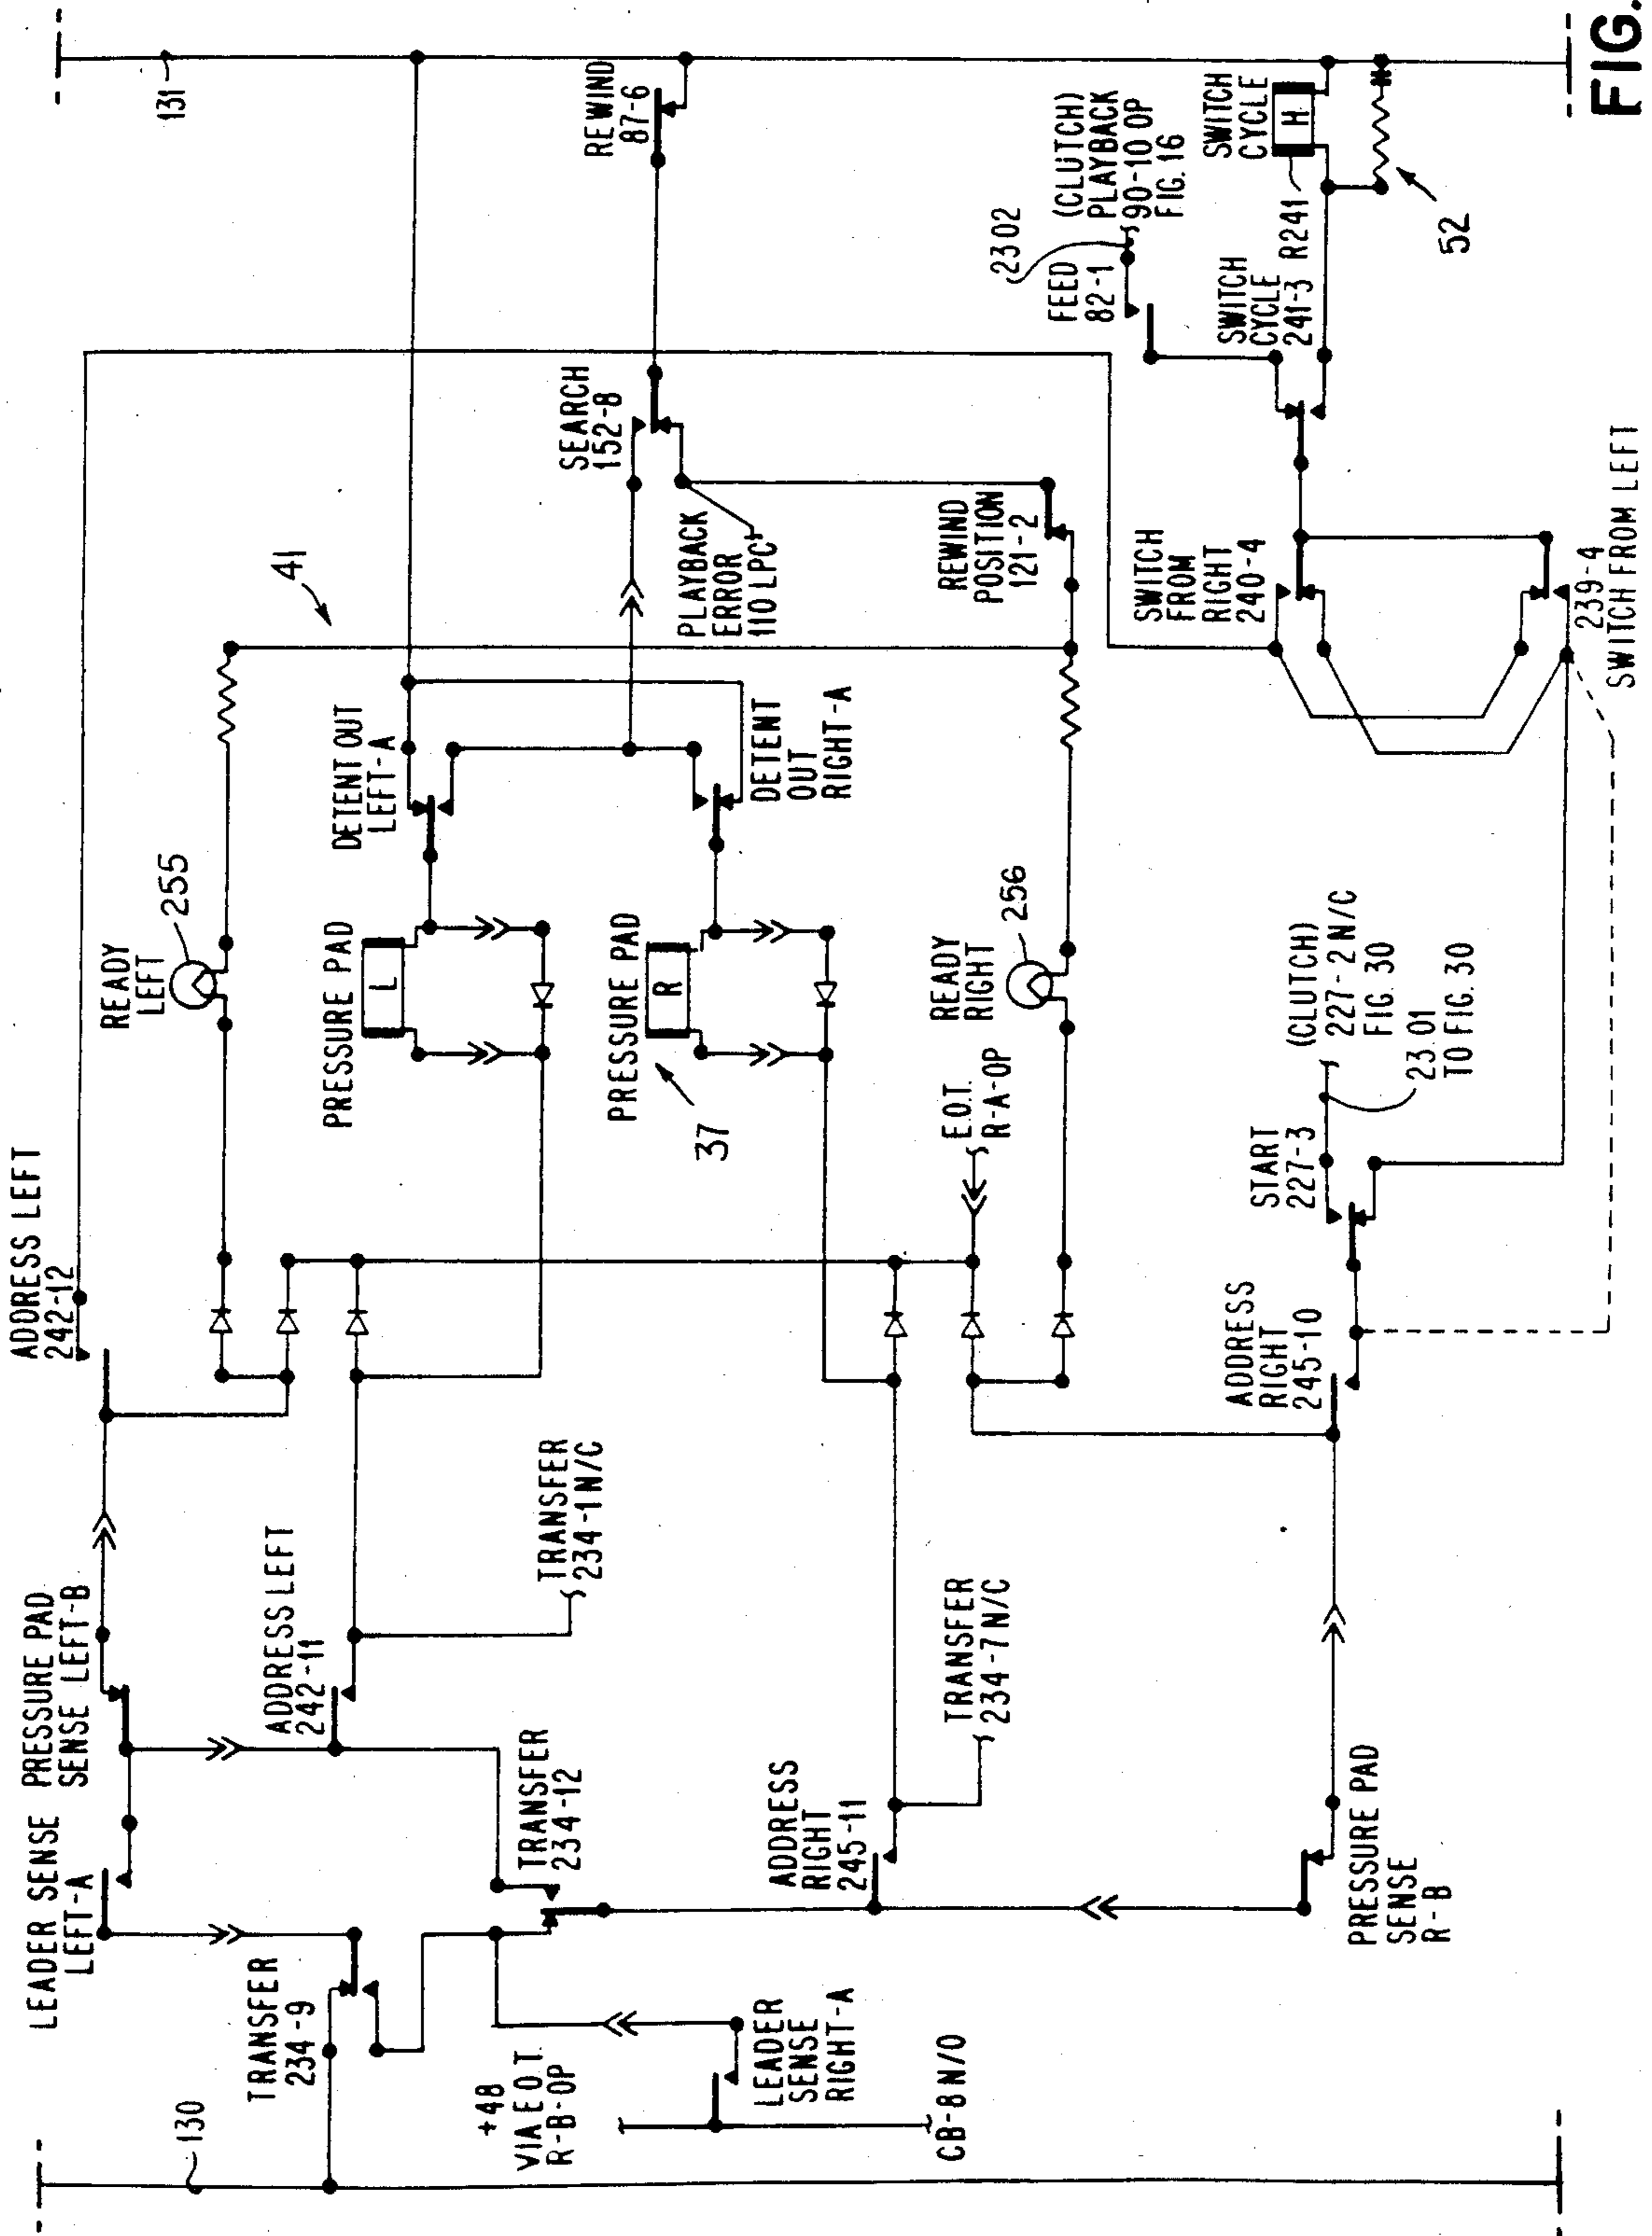 FIG.
131
REWIND
87-6
SWITCH
CYCLE
H
R241
52
(CLUTCH)
PLAYBACK
90-10 OP
FIG. 16
2302
FEED
82-1
SWITCH
CYCLE
241-3
SEARCH
152-8
PLAYBACK
ERROR
110 LPC
REWIND
POSITION
121-2
SWITCH
FROM
RIGHT
240-4
239-4
SWITCH FROM LEFT
41
DETENT OUT
LEFT-A
DETENT
OUT
RIGHT-A
READY
LEFT
255
PRESSURE PAD
L
PRESSURE PAD
R
37
READY
RIGHT
256
E.O.T.
R-A-OP
(CLUTCH)
227-2 N/C
FIG. 30
23 01
TO FIG. 30
START
227-3
ADDRESS LEFT
242-12
ADDRESS
RIGHT
245-10
PRESSURE PAD
SENSE LEFT-B
ADDRESS LEFT
242-11
TRANSFER
234-1N/C
TRANSFER
234-7N/C
LEADER SENSE
LEFT-A
TRANSFER
234-12
ADDRESS
RIGHT
245-11
PRESSURE PAD
SENSE
R-B
TRANSFER
234-9
130
+48
VIA E O T.
R-B-OP
LEADER
SENSE
RIGHT-A
CB-8N/O